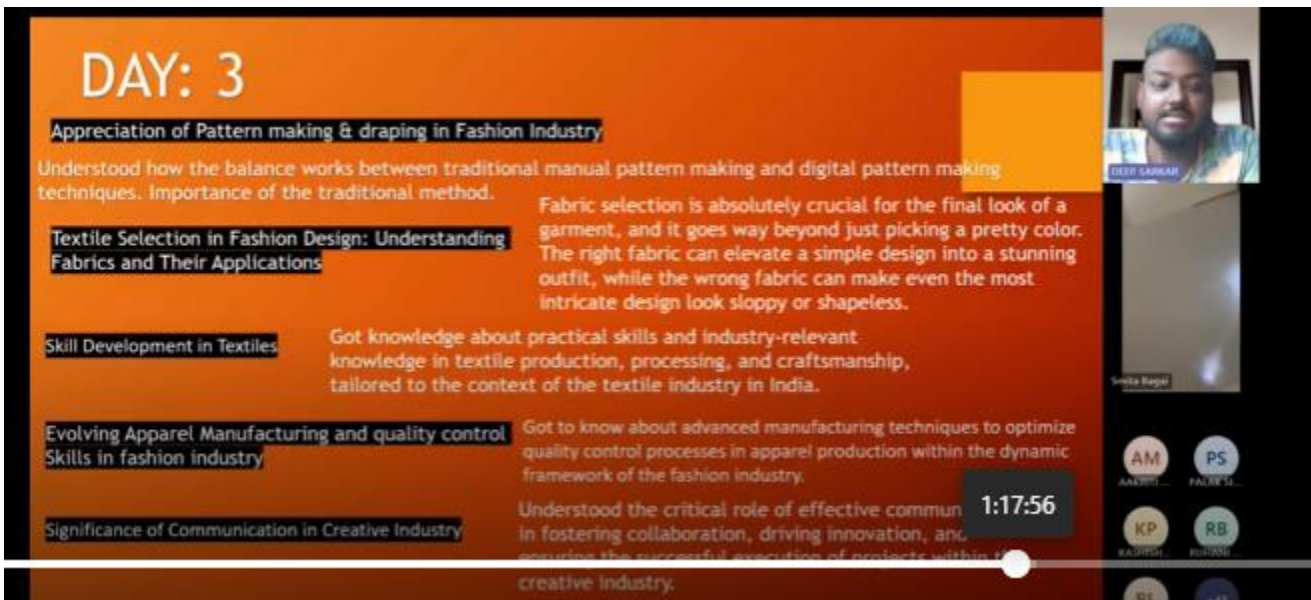 DAY: 3
Appreciation of Pattern making & draping in Fashion Industry
Understood how the balance works between traditional manual pattern making and digital pattern making
techniques. Importance of the traditional method.
Textile Selection in Fashion Design: Understanding
Fabrics and Their Applications
Fabric selection is absolutely crucial for the final look of a
garment, and it goes way beyond just picking a pretty color.
The right fabric can elevate a simple design into a stunning
outfit, while the wrong fabric can make even the most
intricate design look sloppy or shapeless.
Skill Development in Textiles
Got knowledge about practical skills and industry-relevant
knowledge in textile production, processing, and craftsmanship,
tailored to the context of the textile industry in India.
Evolving Apparel Manufacturing and quality control
Skills in fashion industry
Got to know about advanced manufacturing techniques to optimize
quality control processes in apparel production within the dynamic
framework of the fashion industry.
Significance of Communication in Creative Industry
Understood the critical role of effective commun
in fostering collaboration, driving innovation, and
ensuring the successful execution of projects within
creative industry.
1:17:56
DEEP SARKAR
Smita Bagai
AM
PS
PALAK
KP
RB